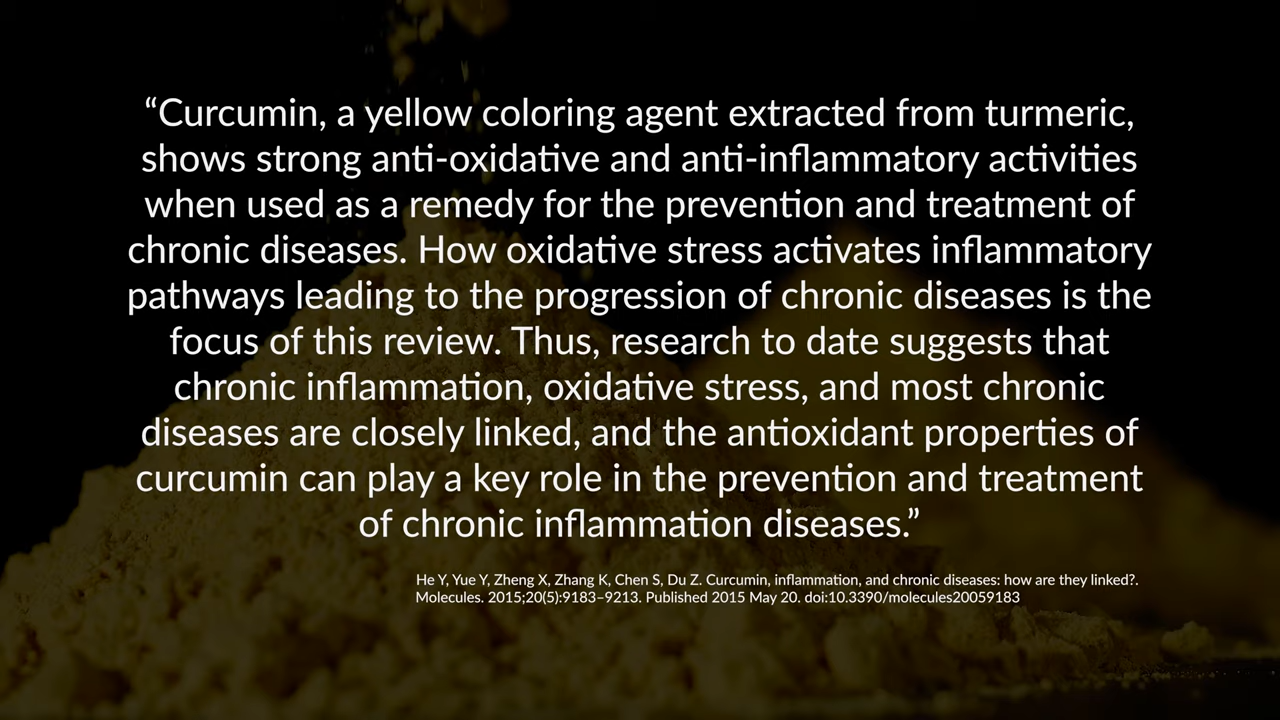 “Curcumin, a yellow coloring agent extracted from turmeric,
shows strong anti-oxidative and anti-inflammatory activities
when used as a remedy for the prevention and treatment of
chronic diseases. How oxidative stress activates inflammatory
pathways leading to the progression of chronic diseases is the
focus of this review. Thus, research to date suggests that
chronic inflammation, oxidative stress, and most chronic
diseases are closely linked, and the antioxidant properties of
curcumin can play a key role in the prevention and treatment
of chronic inflammation diseases.”
He Y, Yue Y, Zheng X, Zhang K, Chen S, Du Z. Curcumin, inflammation, and chronic diseases: how are they linked?.
Molecules. 2015;20(5):9183–9213. Published 2015 May 20. doi:10.3390/molecules20059183